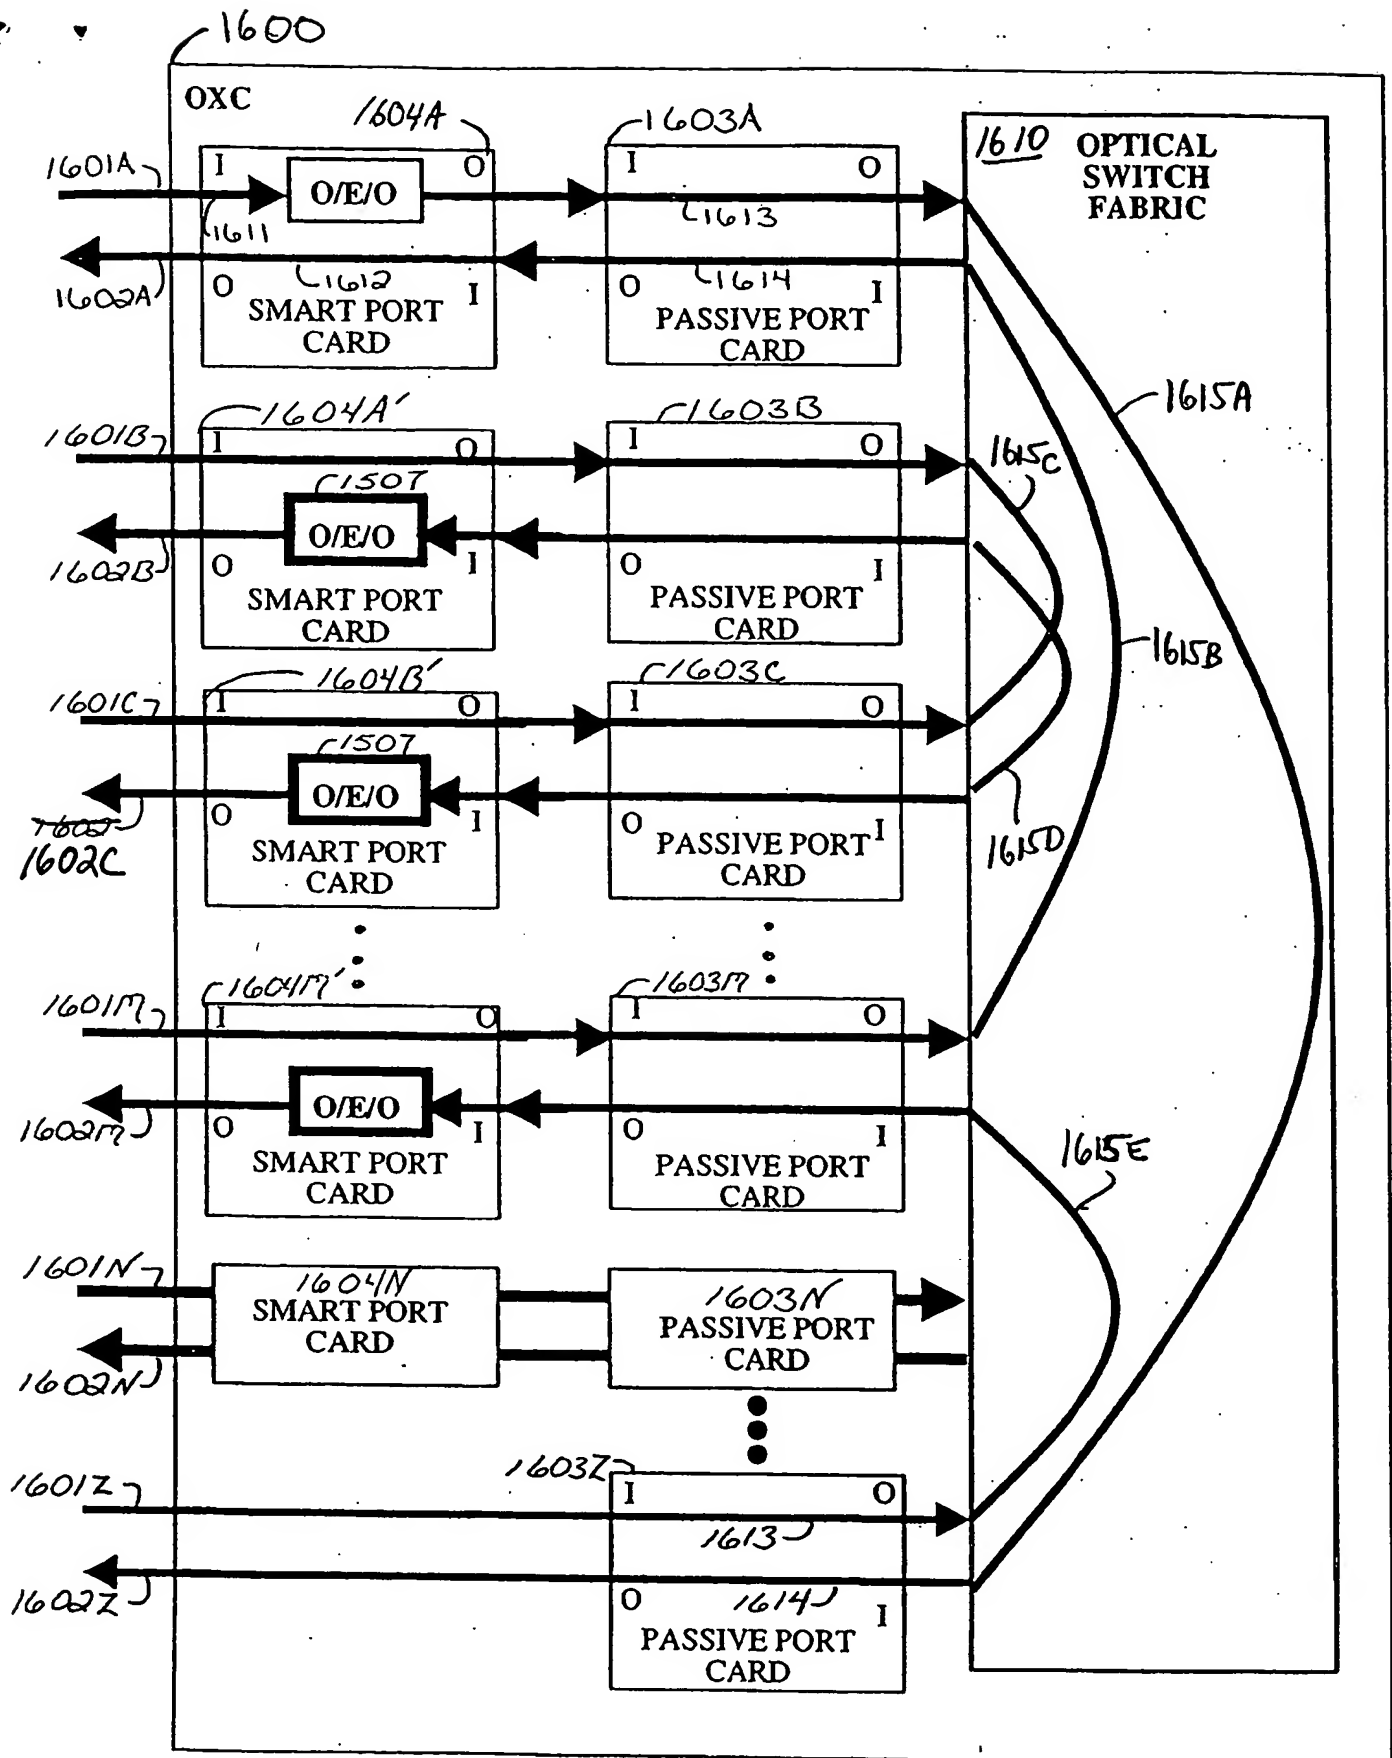 1600
OXC
1604A
1603A
1610
OPTICAL
SWITCH
FABRIC
1601A
I
O/E/O
O
I
O
1611
1613
1602A
O
1612
I
O
1614
I
SMART PORT
CARD
PASSIVE PORT
CARD
1615A
1604A'
1603B
1601B
I
O
I
O
1615C
1507
O/E/O
1602B
O
I
O
I
SMART PORT
CARD
PASSIVE PORT
CARD
1615B
1604B'
1603C
1601C
I
O
I
O
1507
O/E/O
1602
1602C
O
I
O
I
1615D
SMART PORT
CARD
PASSIVE PORT
CARD
1604M'
1603M
1601M
I
O
I
O
O/E/O
1602M
O
I
O
I
1615E
SMART PORT
CARD
PASSIVE PORT
CARD
1601N
1604N
SMART PORT
CARD
1603N
PASSIVE PORT
CARD
1602N
1603Z
1601Z
I
O
1613
1602Z
O
1614
I
PASSIVE PORT
CARD